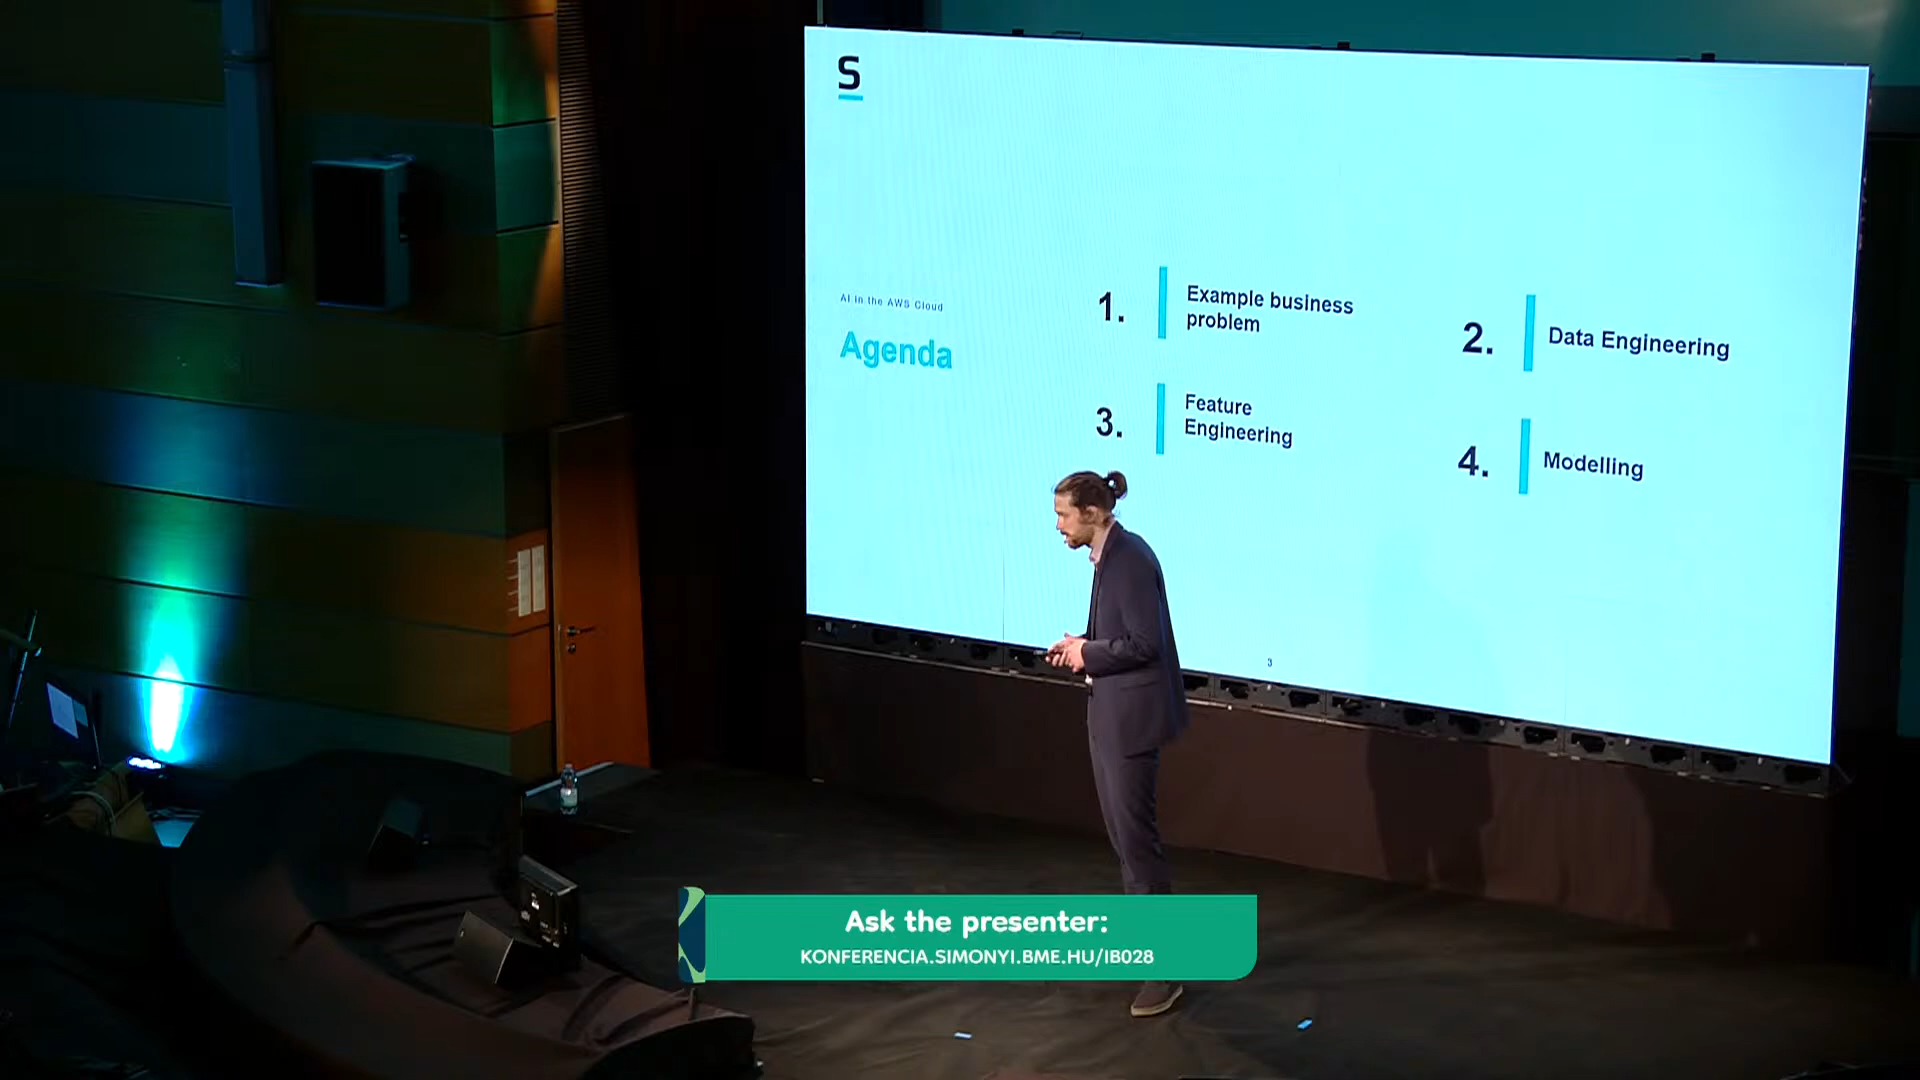 S
AI in the AWS Cloud
Agenda
1.
Example business
problem
2.
Data Engineering
3.
Feature
Engineering
4.
Modelling
3
Ask the presenter:
KONFERENCIA.SIMONYI.BME.HU/IB028